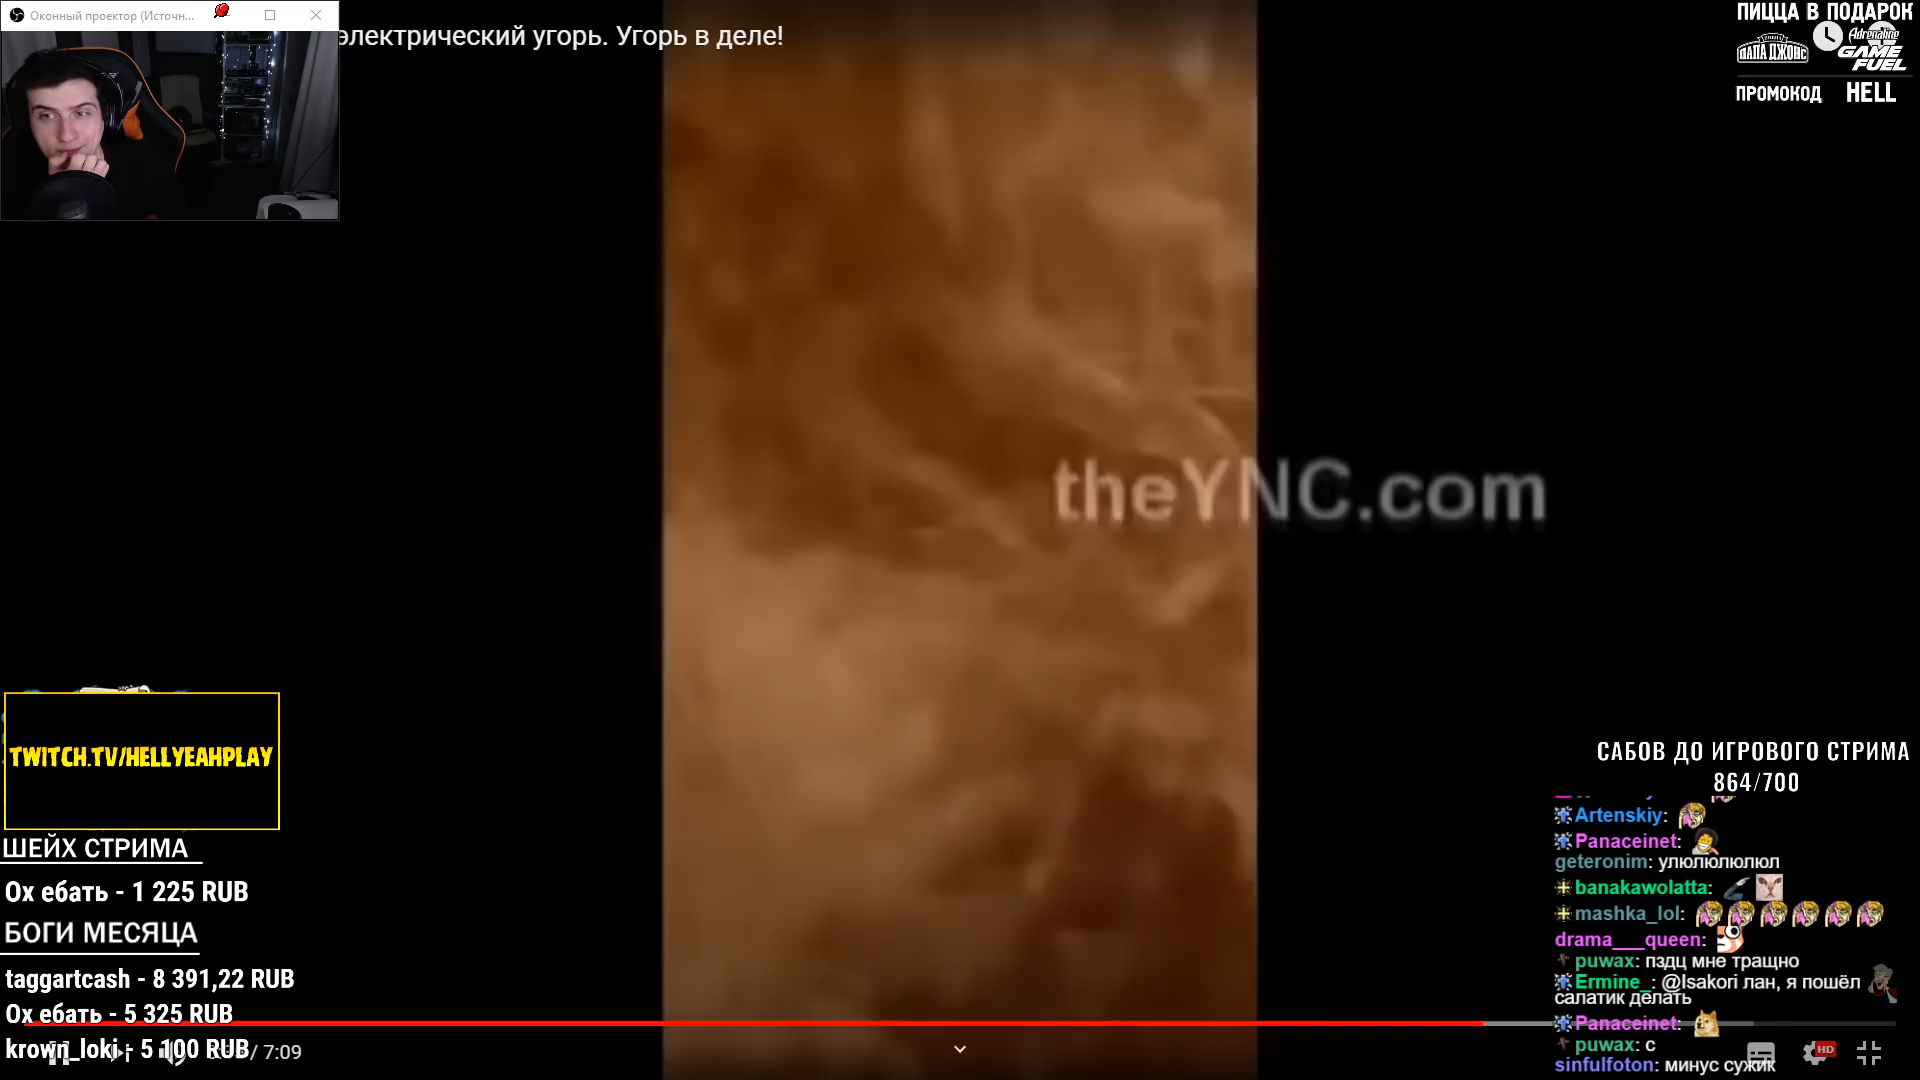 Оконный проектор (Источн...
электрический угорь. Угорь в деле!
ПИЦЦА В ПОДАРОК
ПАПА ДЖОНС
Adrenaline
GAME
FUEL
ПРОМОКОД HELL
theYNC.com
TWITCH.TV/HELLYEAHPLAY
ШЕЙХ СТРИМА
Ох ебать - 1 225 RUB
БОГИ МЕСЯЦА
taggartcash - 8 391,22 RUB
Ох ебать - 5 325 RUB
krown_loki - 5 100 RUB
/ 7:09
САБОВ ДО ИГРОВОГО СТРИМА
864/700
Artenskiy:
Panaceinet:
geteronim: улюлюлюлюл
banakawolatta:
mashka_lol:
drama___queen:
puwax: пздц мне тращно
Ermine_: @Isakori лан, я пошёл
салатик делать
Panaceinet:
puwax: с
sinfulfoton: минус сужик
HD